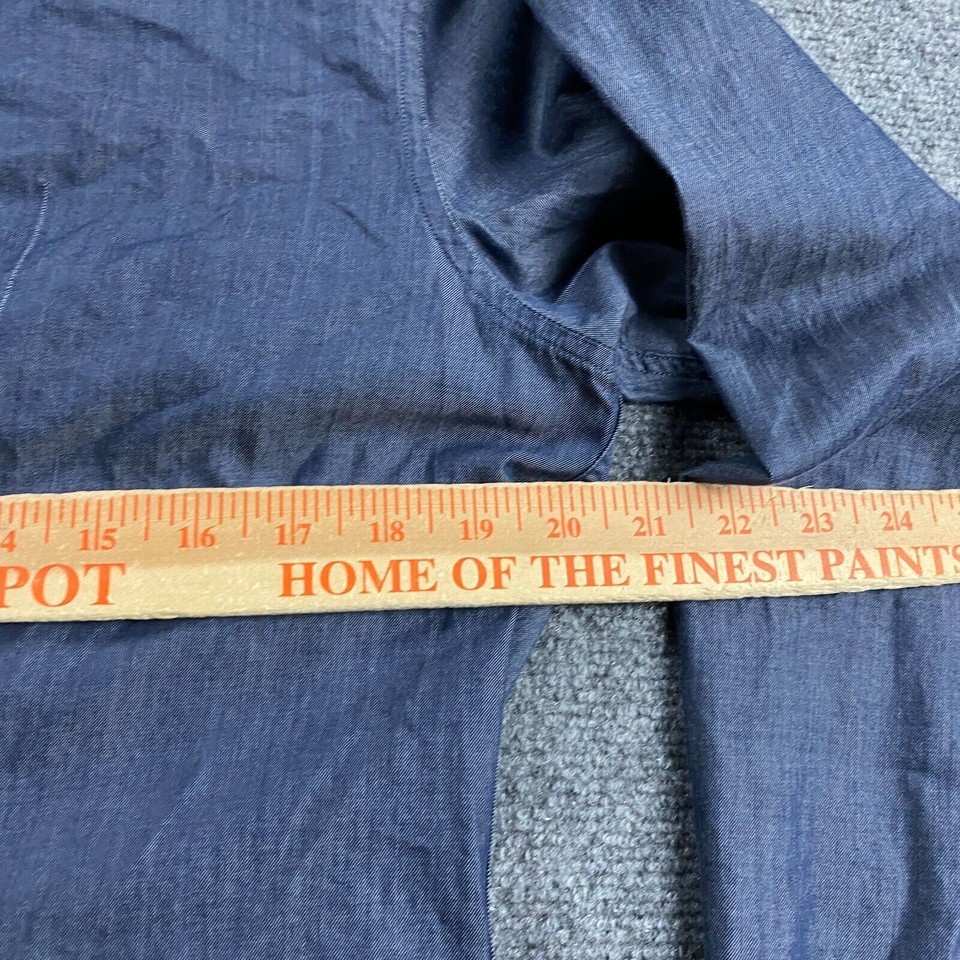 4 15 16 17 18 19 20 21 22 23 24
POT HOME OF THE FINEST PAINTS